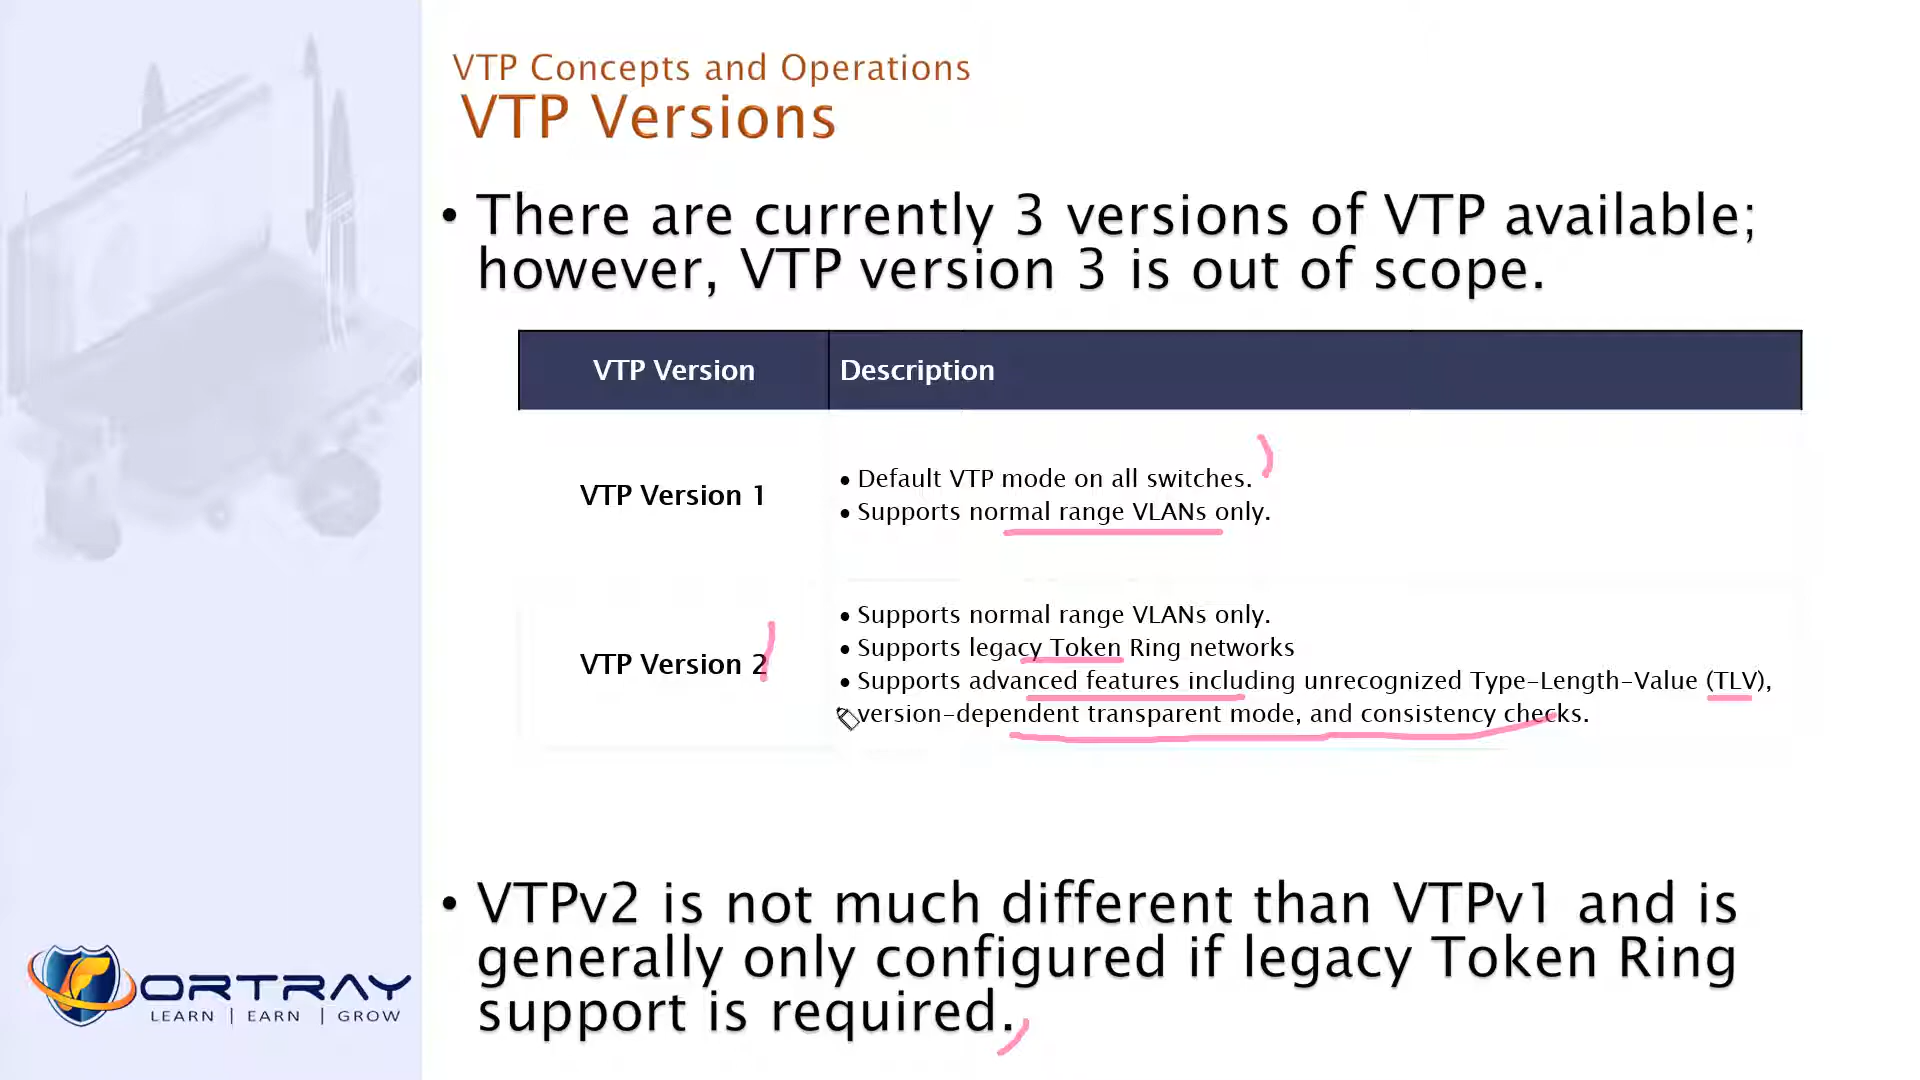 VTP Concepts and Operations
VTP Versions
• There are currently 3 versions of VTP available;
however, VTP version 3 is out of scope.
VTP Version Description
VTP Version 1
• Default VTP mode on all switches.
• Supports normal range VLANs only.
VTP Version 2
• Supports normal range VLANs only.
• Supports legacy Token Ring networks
• Supports advanced features including unrecognized Type-Length-Value (TLV),
version-dependent transparent mode, and consistency checks.
• VTPv2 is not much different than VTPv1 and is
generally only configured if legacy Token Ring
support is required.
FORTRAY
LEARN | EARN | GROW